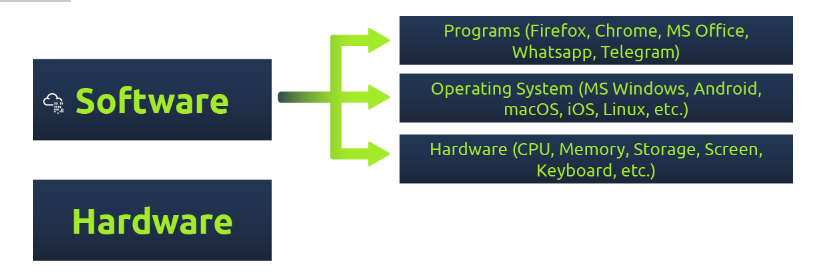 Programs (Firefox, Chrome, MS Office,
Whatsapp, Telegram)
Software
Operating System (MS Windows, Android,
macOS, iOS, Linux, etc.)
Hardware (CPU, Memory, Storage, Screen,
Keyboard, etc.)
Hardware